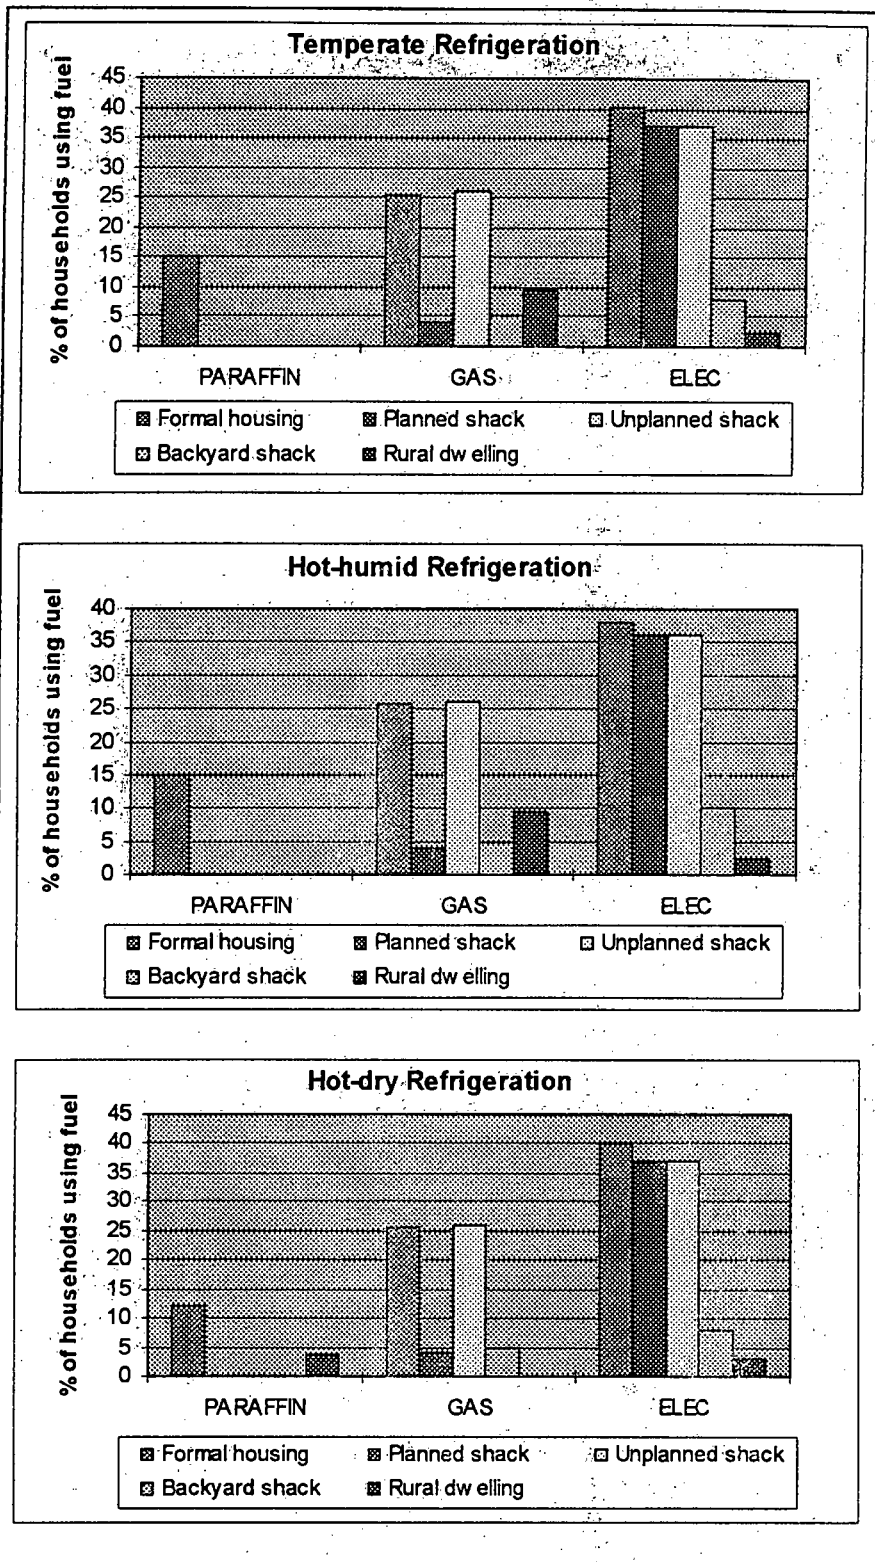 Temperate Refrigeration
% of households using fuel
45
40
35
30
25
20
15
10
5
0
PARAFFIN GAS ELEC
Formal housing Planned shack Unplanned shack
Backyard shack Rural dw elling
Hot-humid Refrigeration
% of households using fuel
40
35
30
25
20
15
10
5
0
PARAFFIN GAS ELEC
Formal housing Planned shack Unplanned shack
Backyard shack Rural dw elling
Hot-dry Refrigeration
% of households using fuel
45
40
35
30
25
20
15
10
5
0
PARAFFIN GAS ELEC
Formal housing Planned shack Unplanned shack
Backyard shack Rural dw elling